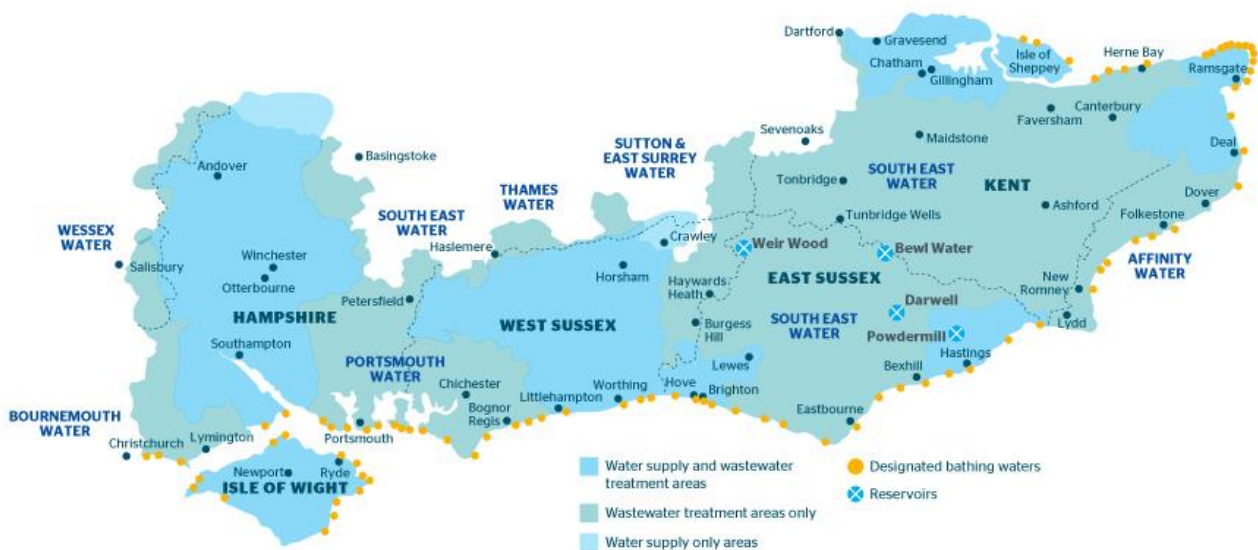 Dartford
Gravesend
Chatham
Gillingham
Isle of
Sheppey
Herne Bay
Ramsgate
Andover
Basingstoke
SUTTON &
EAST SURREY
WATER
Sevenoaks
Maidstone
Faversham
Canterbury
Deal
THAMES
WATER
Tonbridge
SOUTH EAST
WATER
KENT
Dover
WESSEX
WATER
SOUTH EAST
WATER
Haslemere
Crawley
Tunbridge Wells
Ashford
Folkestone
Salisbury
Winchester
Otterbourne
Horsham
Weir Wood
Bewl Water
AFFINITY
WATER
Petersfield
Haywards
Heath
EAST SUSSEX
New
Romney
HAMPSHIRE
WEST SUSSEX
Burgess
Hill
SOUTH EAST
WATER
Darwell
Powdermill
Lydd
Southampton
PORTSMOUTH
WATER
Lewes
Hastings
Chichester
Worthing
Hove
Brighton
Bexhill
BOURNEMOUTH
WATER
Christchurch
Lymington
Portsmouth
Bognor
Regis
Littlehampton
Eastbourne
Newport
Ryde
ISLE OF WIGHT
Water supply and wastewater
treatment areas
Wastewater treatment areas only
Water supply only areas
Designated bathing waters
Reservoirs